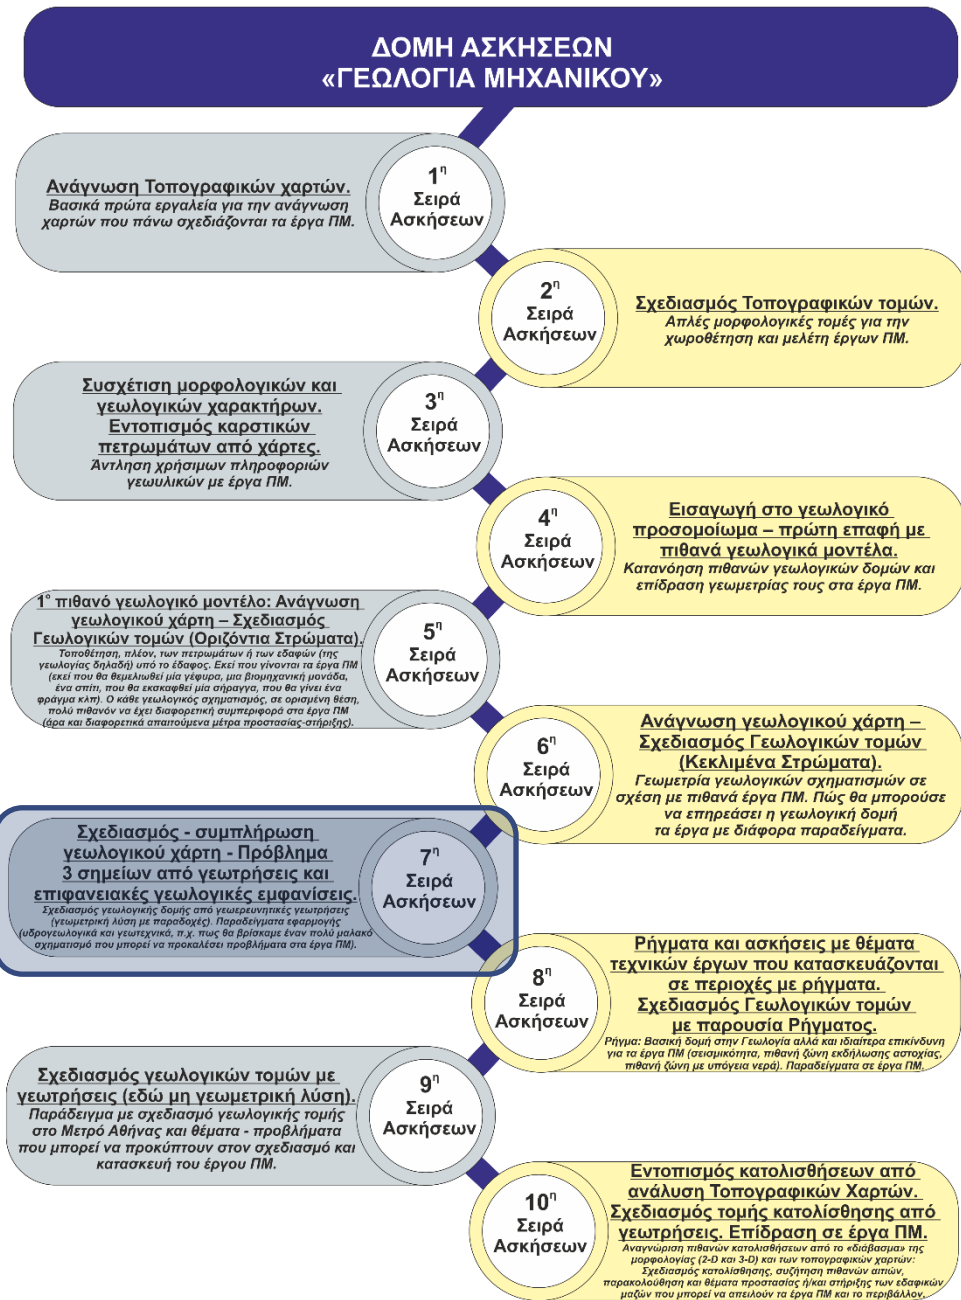 ΔΟΜΗ ΑΣΚΗΣΕΩΝ
«ΓΕΩΛΟΓΙΑ ΜΗΧΑΝΙΚΟΥ»
Ανάγνωση Τοπογραφικών χαρτών.
Βασικά πρώτα εργαλεία για την ανάγνωση
χαρτών που πάνω σχεδιάζονται τα έργα ΠΜ.
1η
Σειρά
Ασκήσεων
2η
Σειρά
Ασκήσεων
Σχεδιασμός Τοπογραφικών τομών.
Απλές μορφολογικές τομές για την
χωροθέτηση και μελέτη έργων ΠΜ.
Συσχέτιση μορφολογικών και
γεωλογικών χαρακτήρων.
Εντοπισμός καρστικών
πετρωμάτων από χάρτες.
Άντληση χρήσιμων πληροφοριών
γεωυλικών με έργα ΠΜ.
3η
Σειρά
Ασκήσεων
4η
Σειρά
Ασκήσεων
Εισαγωγή στο γεωλογικό
προσομοίωμα – πρώτη επαφή με
πιθανά γεωλογικά μοντέλα.
Κατανόηση πιθανών γεωλογικών δομών και
επίδραση γεωμετρίας τους στα έργα ΠΜ.
1ο πιθανό γεωλογικό μοντέλο: Ανάγνωση
γεωλογικού χάρτη – Σχεδιασμός
Γεωλογικών τομών (Οριζόντια Στρώματα).
Τοποθέτηση, πλέον, των πετρωμάτων ή των εδαφών (της
γεωλογίας δηλαδή) υπό το έδαφος. Εκεί που γίνονται τα έργα ΠΜ
(εκεί που θα θεμελιωθεί μία γέφυρα, μια βιομηχανική μονάδα,
ένα σπίτι, που θα εκσκαφθεί μία σήραγγα, που θα γίνει ένα
φράγμα κλπ). Ο κάθε γεωλογικός σχηματισμός, σε ορισμένη θέση,
πολύ πιθανόν να έχει διαφορετική συμπεριφορά στα έργα ΠΜ
(άρα και διαφορετικά απαιτούμενα μέτρα προστασίας-στήριξης).
5η
Σειρά
Ασκήσεων
6η
Σειρά
Ασκήσεων
Ανάγνωση γεωλογικού χάρτη –
Σχεδιασμός Γεωλογικών τομών
(Κεκλιμένα Στρώματα).
Γεωμετρία γεωλογικών σχηματισμών σε
σχέση με πιθανά έργα ΠΜ. Πώς θα μπορούσε
να επηρεάσει η γεωλογική δομή
τα έργα με διάφορα παραδείγματα.
Σχεδιασμός - συμπλήρωση
γεωλογικού χάρτη - Πρόβλημα
3 σημείων από γεωτρήσεις και
επιφανειακές γεωλογικές εμφανίσεις.
Σχεδιασμός γεωλογικής δομής από γεωερευνητικές γεωτρήσεις
(γεωμετρική λύση με παραδοχές). Παραδείγματα εφαρμογής
(υδρογεωλογικά και γεωτεχνικά, π.χ. πως θα βρίσκαμε έναν πολύ μαλακό
σχηματισμό που μπορεί να προκαλέσει προβλήματα στα έργα ΠΜ).
7η
Σειρά
Ασκήσεων
8η
Σειρά
Ασκήσεων
Ρήγματα και ασκήσεις με θέματα
τεχνικών έργων που κατασκευάζονται
σε περιοχές με ρήγματα.
Σχεδιασμός Γεωλογικών τομών
με παρουσία Ρήγματος.
Ρήγμα: Βασική δομή στην Γεωλογία αλλά και ιδιαίτερα επικίνδυνη
για τα έργα ΠΜ (σεισμικότητα, πιθανή ζώνη εκδήλωσης αστοχίας,
πιθανή ζώνη με υπόγεια νερά). Παραδείγματα σε έργα ΠΜ.
Σχεδιασμός γεωλογικών τομών με
γεωτρήσεις (εδώ μη γεωμετρική λύση).
Παράδειγμα με σχεδιασμό γεωλογικής τομής
στο Μετρό Αθήνας και θέματα - προβλήματα
που μπορεί να προκύπτουν στον σχεδιασμό και
κατασκευή του έργου ΠΜ.
9η
Σειρά
Ασκήσεων
10η
Σειρά
Ασκήσεων
Εντοπισμός κατολισθήσεων από
ανάλυση Τοπογραφικών Χαρτών.
Σχεδιασμός τομής κατολίσθησης από
γεωτρήσεις. Επίδραση σε έργα ΠΜ.
Αναγνώριση πιθανών κατολισθήσεων από το «διάβασμα» της
μορφολογίας (2-D και 3-D) και των τοπογραφικών χαρτών:
Σχεδιασμός κατολίσθησης, συζήτηση πιθανών αιτιών,
παρακολούθηση και θέματα προστασίας ή/και στήριξης των εδαφικών
μαζών που μπορεί να απειλούν τα έργα ΠΜ και το περιβάλλον.